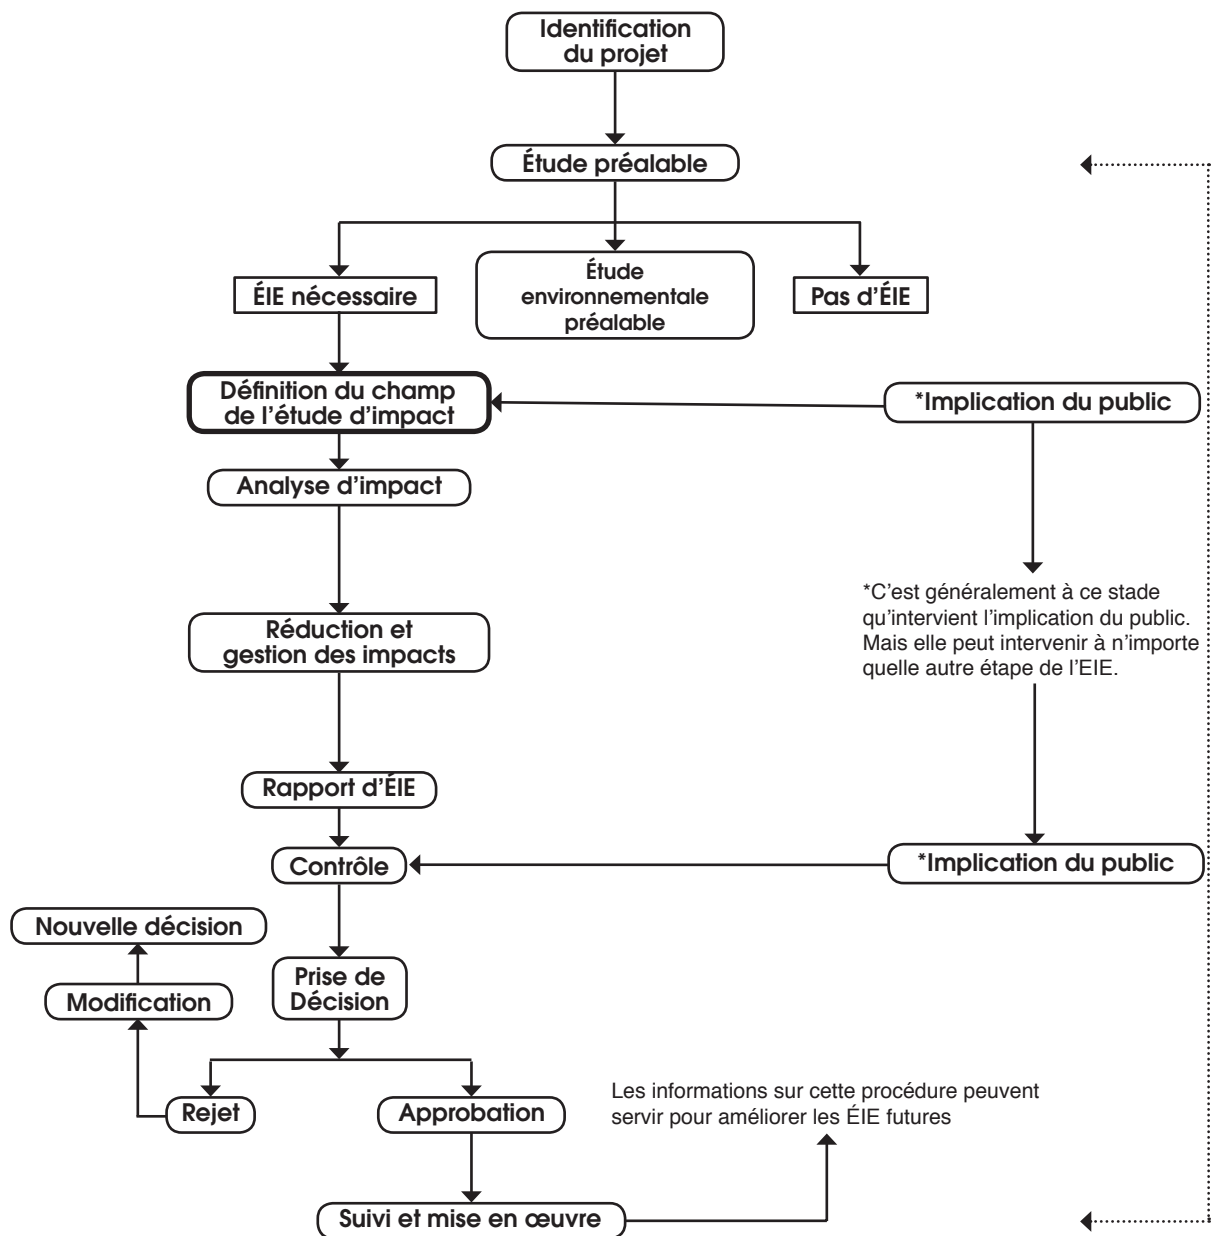 Identification
du projet
Étude préalable
ÉIE nécessaire
Étude
environnementale
préalable
Pas d’ÉIE
Définition du champ
de l’étude d’impact
*Implication du public
Analyse d’impact
*C’est généralement à ce stade
qu’intervient l’implication du public.
Mais elle peut intervenir à n’importe
quelle autre étape de l’EIE.
Réduction et
gestion des impacts
Rapport d’ÉIE
Contrôle
*Implication du public
Nouvelle décision
Modification
Prise de
Décision
Rejet
Approbation
Les informations sur cette procédure peuvent
servir pour améliorer les ÉIE futures
Suivi et mise en œuvre